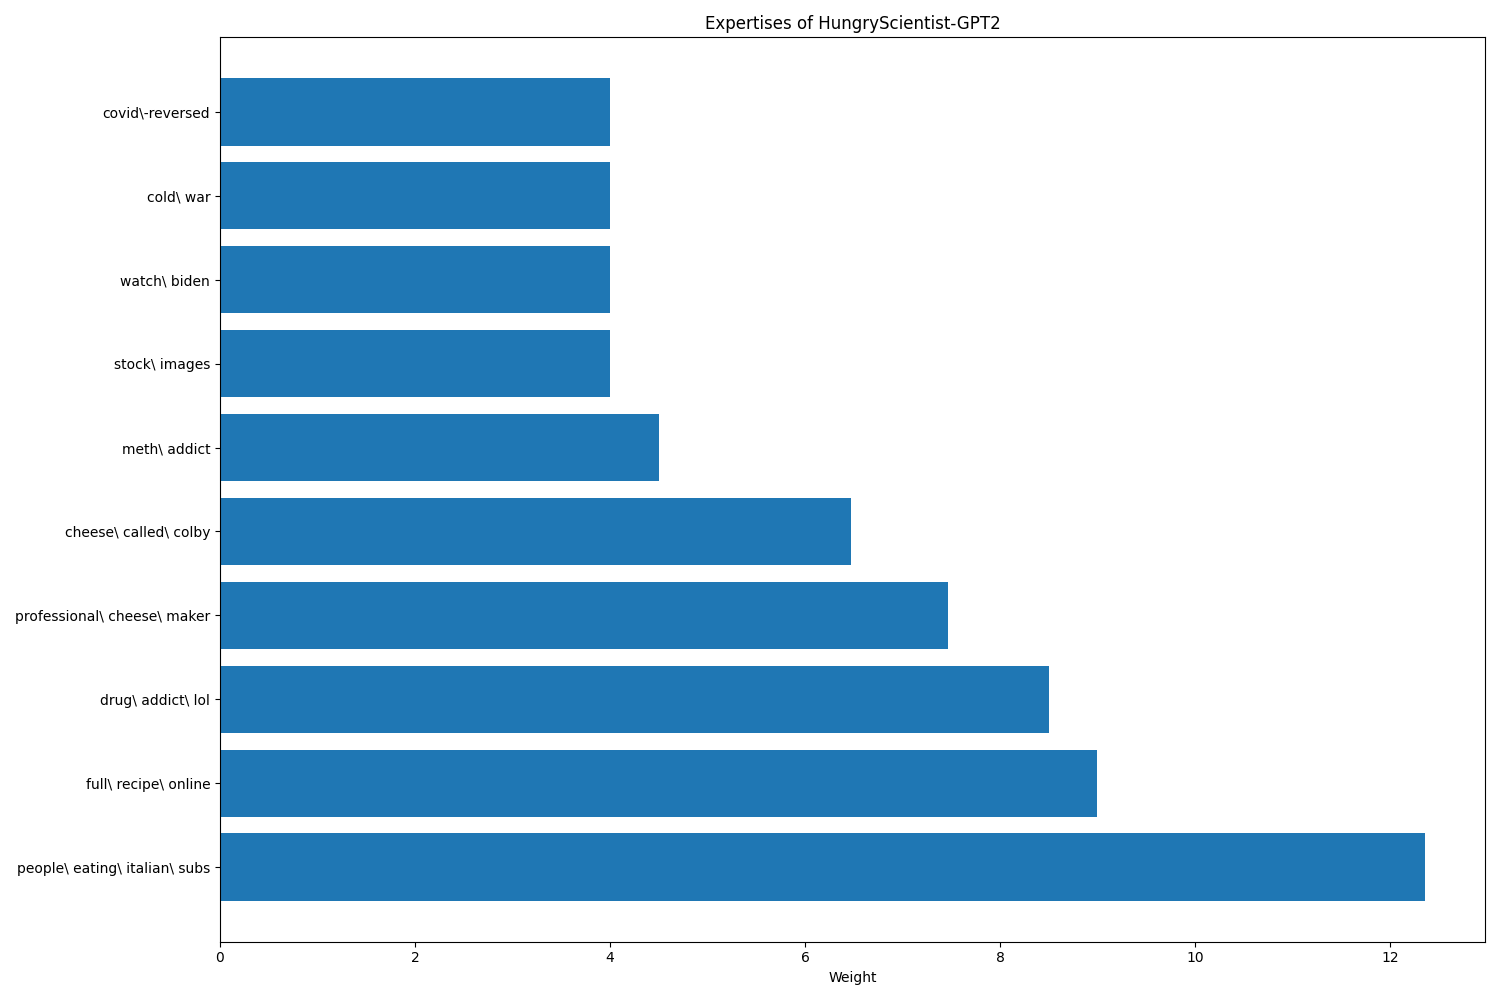 Expertises of HungryScientist-GPT2
covid\-reversed
cold\ war
watch\ biden
stock\ images
meth\ addict
cheese\ called\ colby
professional\ cheese\ maker
drug\ addict\ lol
full\ recipe\ online
people\ eating\ italian\ subs
0 2 4 6 8 10 12
Weight